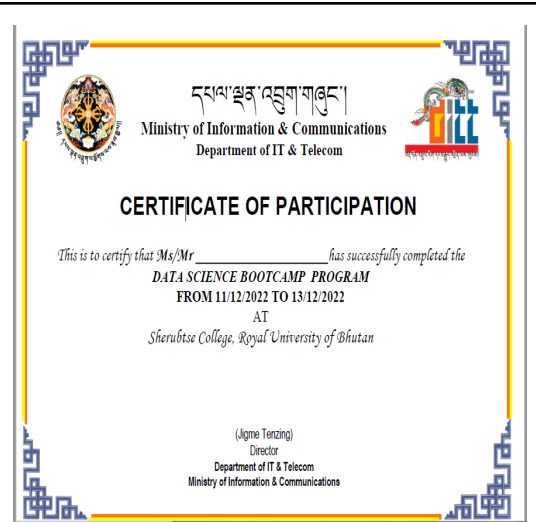 དཔལ་ལྡན་འབྲུག་གཞུང་།
Ministry of Information & Communications
Department of IT & Telecom
ditt
CERTIFICATE OF PARTICIPATION
This is to certify that Ms/Mr ____________________ has successfully completed the
DATA SCIENCE BOOTCAMP PROGRAM
FROM 11/12/2022 TO 13/12/2022
AT
Sherubtse College, Royal University of Bhutan
(Jigme Tenzing)
Director
Department of IT & Telecom
Ministry of Information & Communications